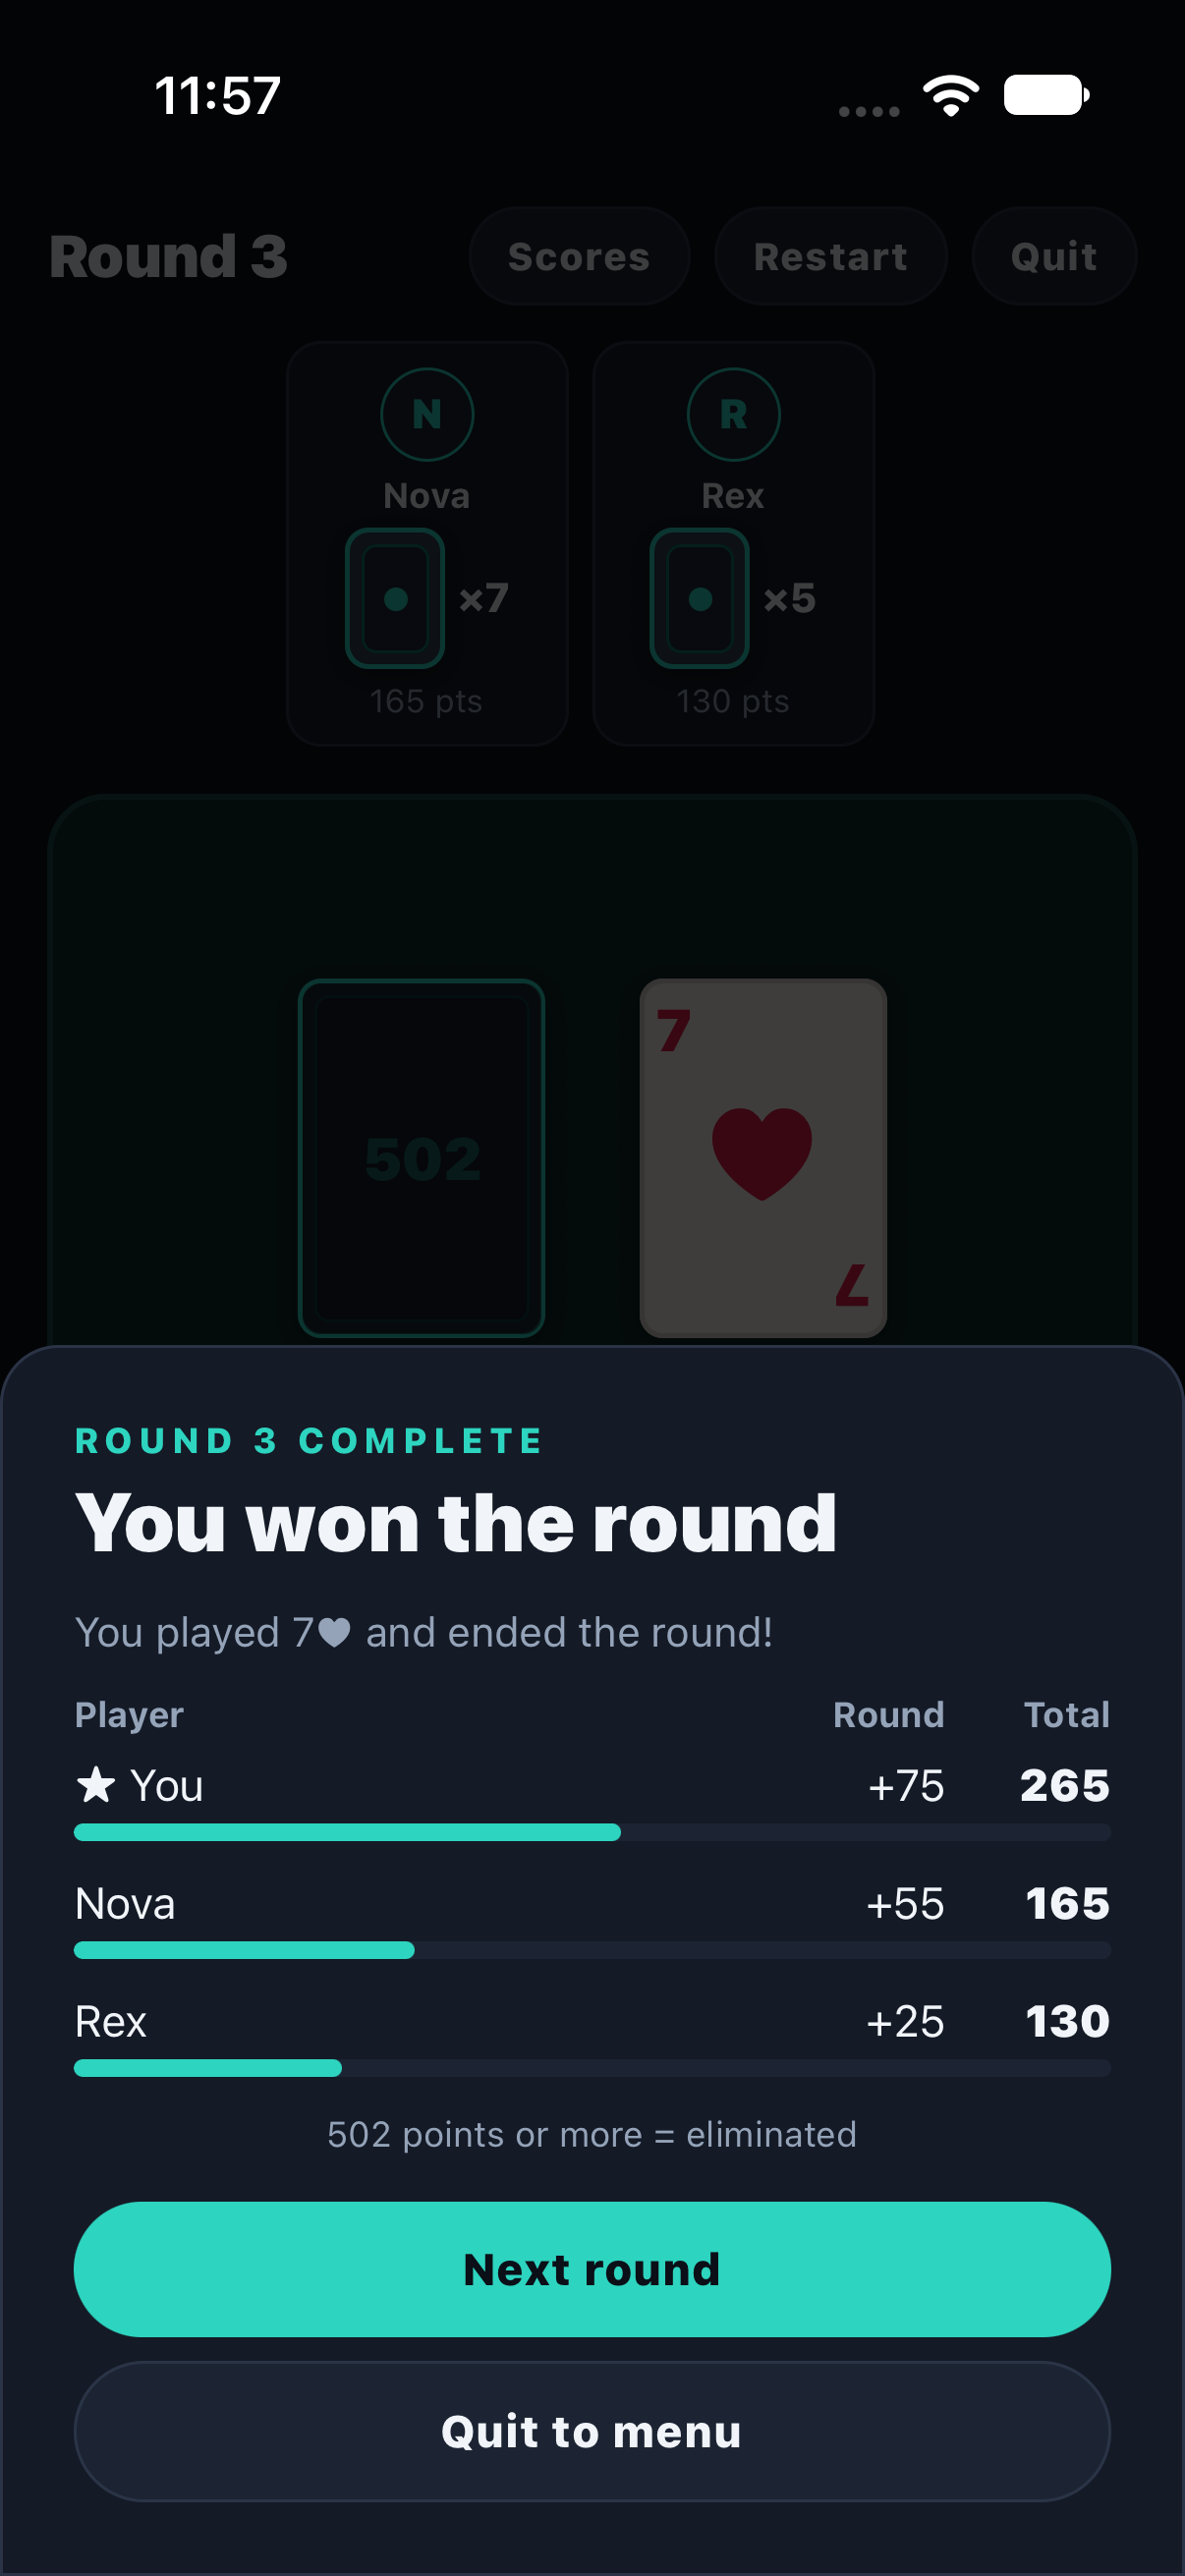 11:57
Round 3 Scores Restart Quit
N R
Nova Rex
×7 ×5
165 pts 130 pts
7
502
7
ROUND 3 COMPLETE
You won the round
You played 7♥ and ended the round!
Player Round Total
★ You +75 265
Nova +55 165
Rex +25 130
502 points or more = eliminated
Next round
Quit to menu